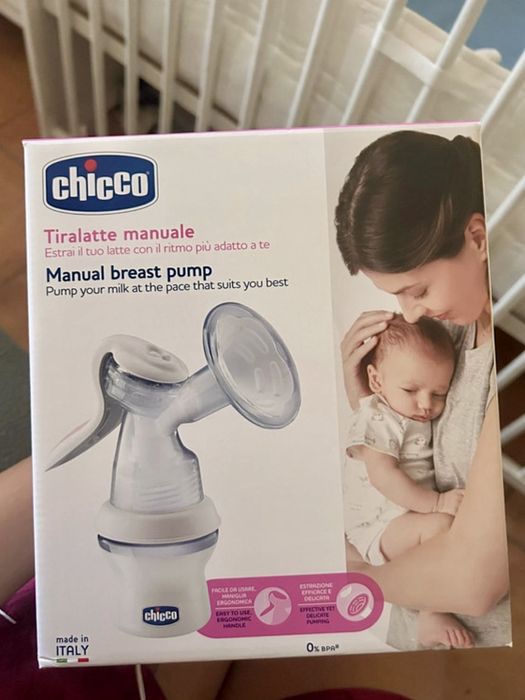 chicco
Tiralatte manuale
Estrai il tuo latte con il ritmo più adatto a te
Manual breast pump
Pump your milk at the pace that suits you best
FACILE DA USARE,
MANIGLIA
ERGONOMICA
EASY TO USE,
ERGONOMIC
HANDLE
ESTRAZIONE
EFFICACE E
DELICATA
EFFECTIVE YET
DELICATE
PUMPING
chicco
made in
ITALY
0% BPA*